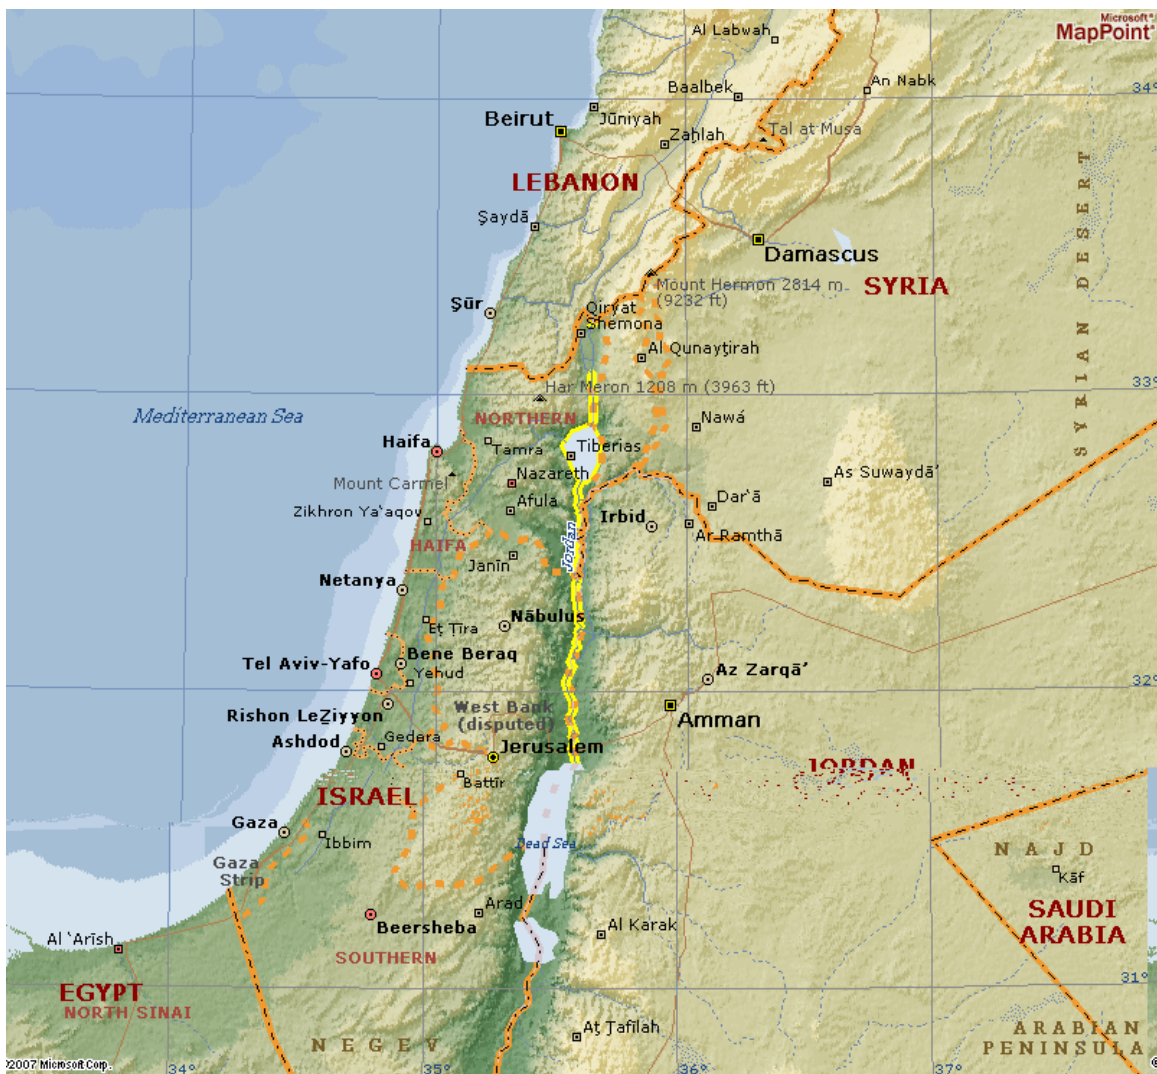 Microsoft®
MapPoint®
Al Labwah
An Nabk
Baalbek
34°
Jūniyah
Beirut
Tal at Musa
Zaḩlah
LEBANON
Şaydā
Damascus
SYRIAN DESERT
SYRIA
Mount Hermon 2814 m
(9232 ft)
Şūr
Qiryat
Shemona
Al Qunayţirah
Har Meron 1208 m (3963 ft)
33°
Mediterranean Sea
NORTHERN
Nawá
Haifa
Tamra
Tiberias
Mount Carmel
Nazareth
As Suwaydā'
Afula
Dar'ā
Zikhron Ya'aqov
Irbid
Ar Ramthā
Jordan
HAIFA
Janīn
Netanya
Nābulus
Eţ Ţīra
Bene Beraq
Tel Aviv-Yafo
Yehud
Az Zarqā'
32°
Rishon LeZiyyon
West Bank
(disputed)
Amman
Ashdod
Gedera
Jerusalem
JORDAN
Battīr
ISRAEL
Gaza
Ibbim
Dead Sea
NAJD
Gaza
Strip
Kāf
Arad
SAUDI
ARABIA
Beersheba
Al Karak
Al 'Arīsh
SOUTHERN
31°
EGYPT
NORTH SINAI
Aţ Ţafīlah
ARABIAN
PENINSULA
NEGEV
©2007 Microsoft Corp.
34°
35°
36°
37°
©